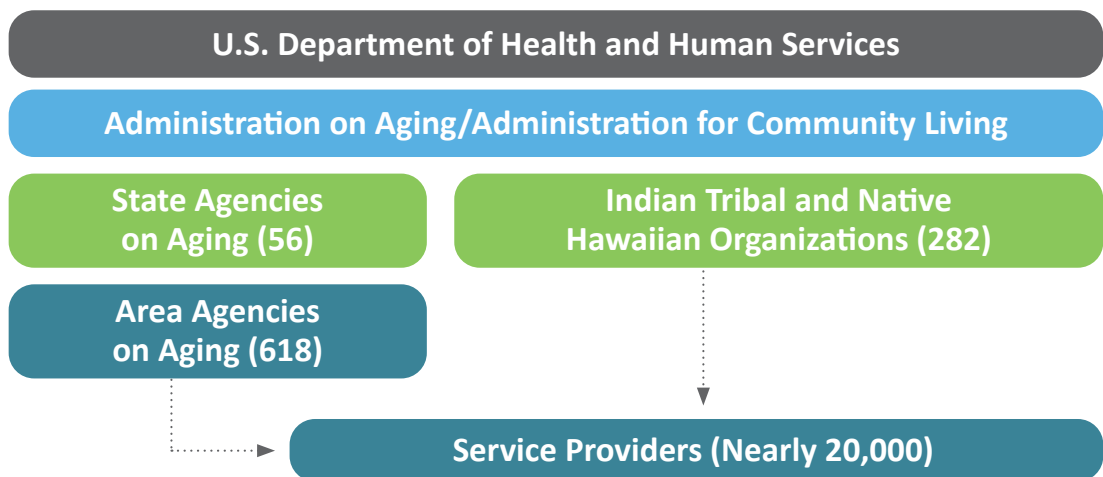 U.S. Department of Health and Human Services
Administration on Aging/Administration for Community Living
State Agencies
on Aging (56)
Indian Tribal and Native
Hawaiian Organizations (282)
Area Agencies
on Aging (618)
Service Providers (Nearly 20,000)